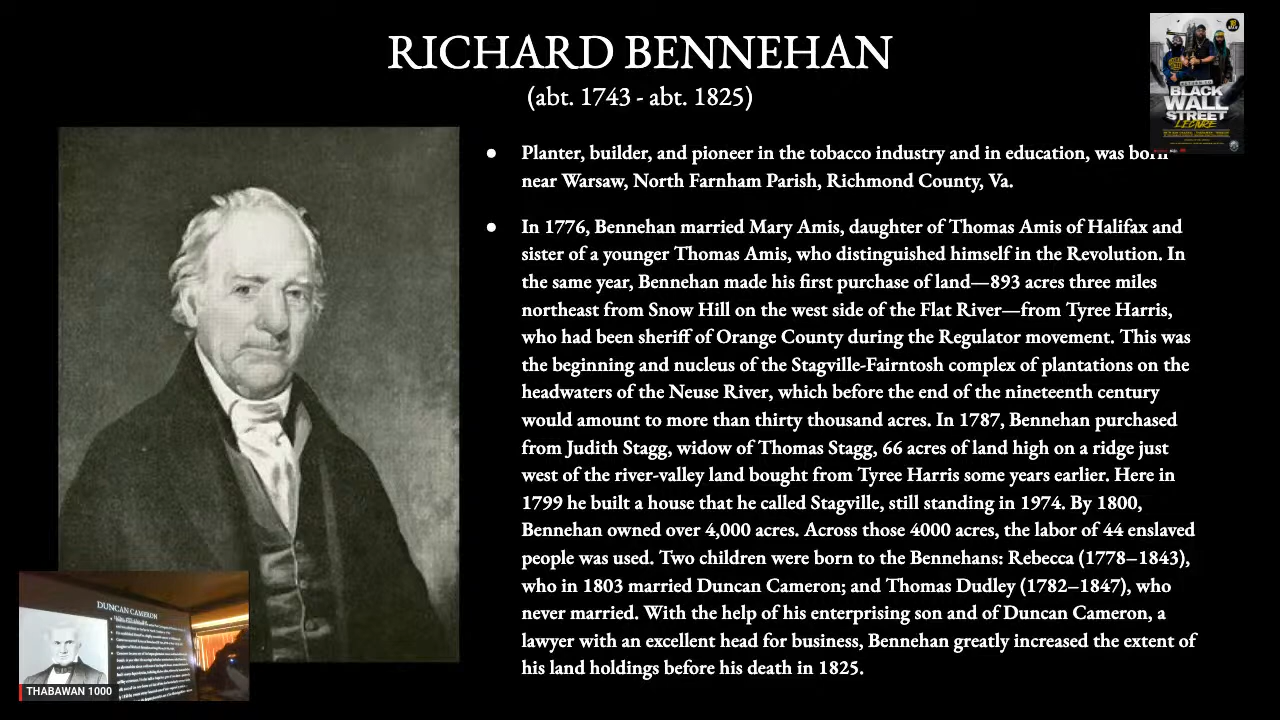 RICHARD BENNEHAN
(abt. 1743 - abt. 1825)
BLACK
WALL
STREET
LECTURE
● Planter, builder, and pioneer in the tobacco industry and in education, was born
near Warsaw, North Farnham Parish, Richmond County, Va.
● In 1776, Bennehan married Mary Amis, daughter of Thomas Amis of Halifax and
sister of a younger Thomas Amis, who distinguished himself in the Revolution. In
the same year, Bennehan made his first purchase of land—893 acres three miles
northeast from Snow Hill on the west side of the Flat River—from Tyree Harris,
who had been sheriff of Orange County during the Regulator movement. This was
the beginning and nucleus of the Stagville-Fairntosh complex of plantations on the
headwaters of the Neuse River, which before the end of the nineteenth century
would amount to more than thirty thousand acres. In 1787, Bennehan purchased
from Judith Stagg, widow of Thomas Stagg, 66 acres of land high on a ridge just
west of the river-valley land bought from Tyree Harris some years earlier. Here in
1799 he built a house that he called Stagville, still standing in 1974. By 1800,
Bennehan owned over 4,000 acres. Across those 4000 acres, the labor of 44 enslaved
people was used. Two children were born to the Bennehans: Rebecca (1778–1843),
who in 1803 married Duncan Cameron; and Thomas Dudley (1782–1847), who
never married. With the help of his enterprising son and of Duncan Cameron, a
lawyer with an excellent head for business, Bennehan greatly increased the extent of
his land holdings before his death in 1825.
DUNCAN CAMERON
THABAWAN 1000